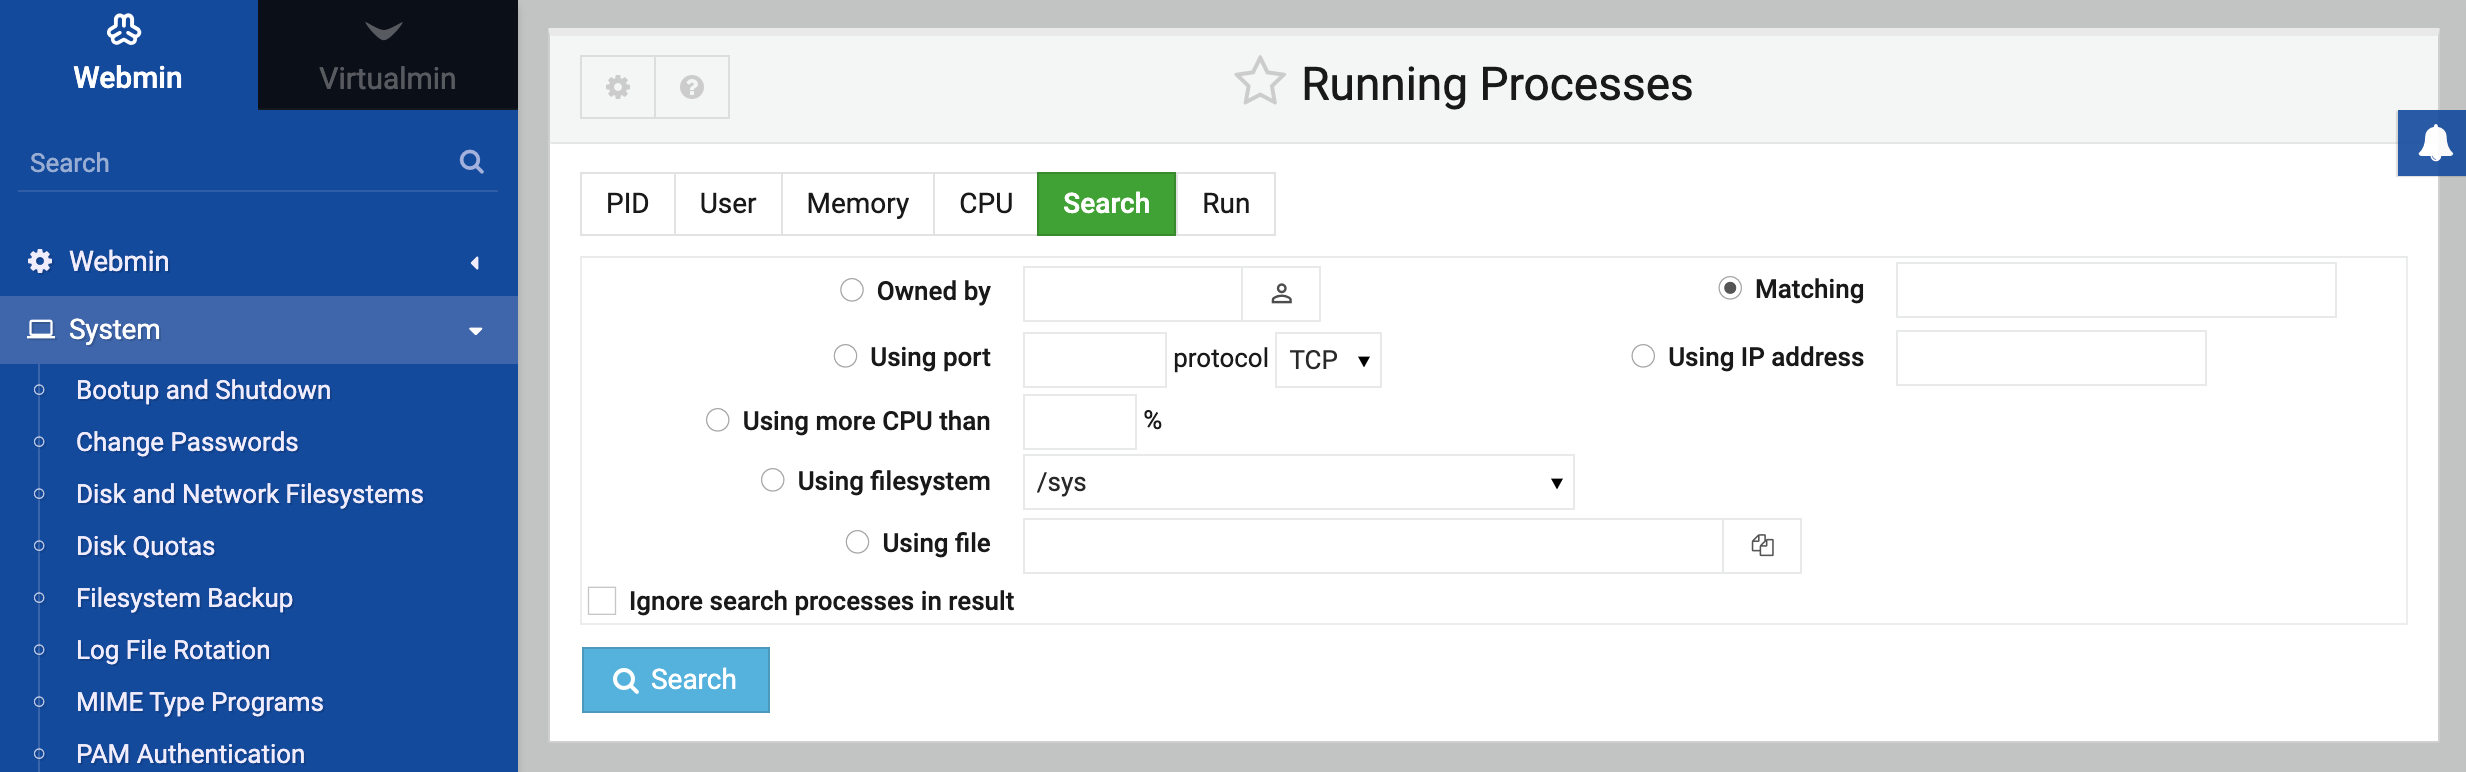 Webmin
Virtualmin
Search
Webmin
System
Bootup and Shutdown
Change Passwords
Disk and Network Filesystems
Disk Quotas
Filesystem Backup
Log File Rotation
MIME Type Programs
PAM Authentication
Running Processes
PID User Memory CPU Search Run
Owned by Matching
Using port protocol TCP Using IP address
Using more CPU than %
Using filesystem /sys
Using file
Ignore search processes in result
Search